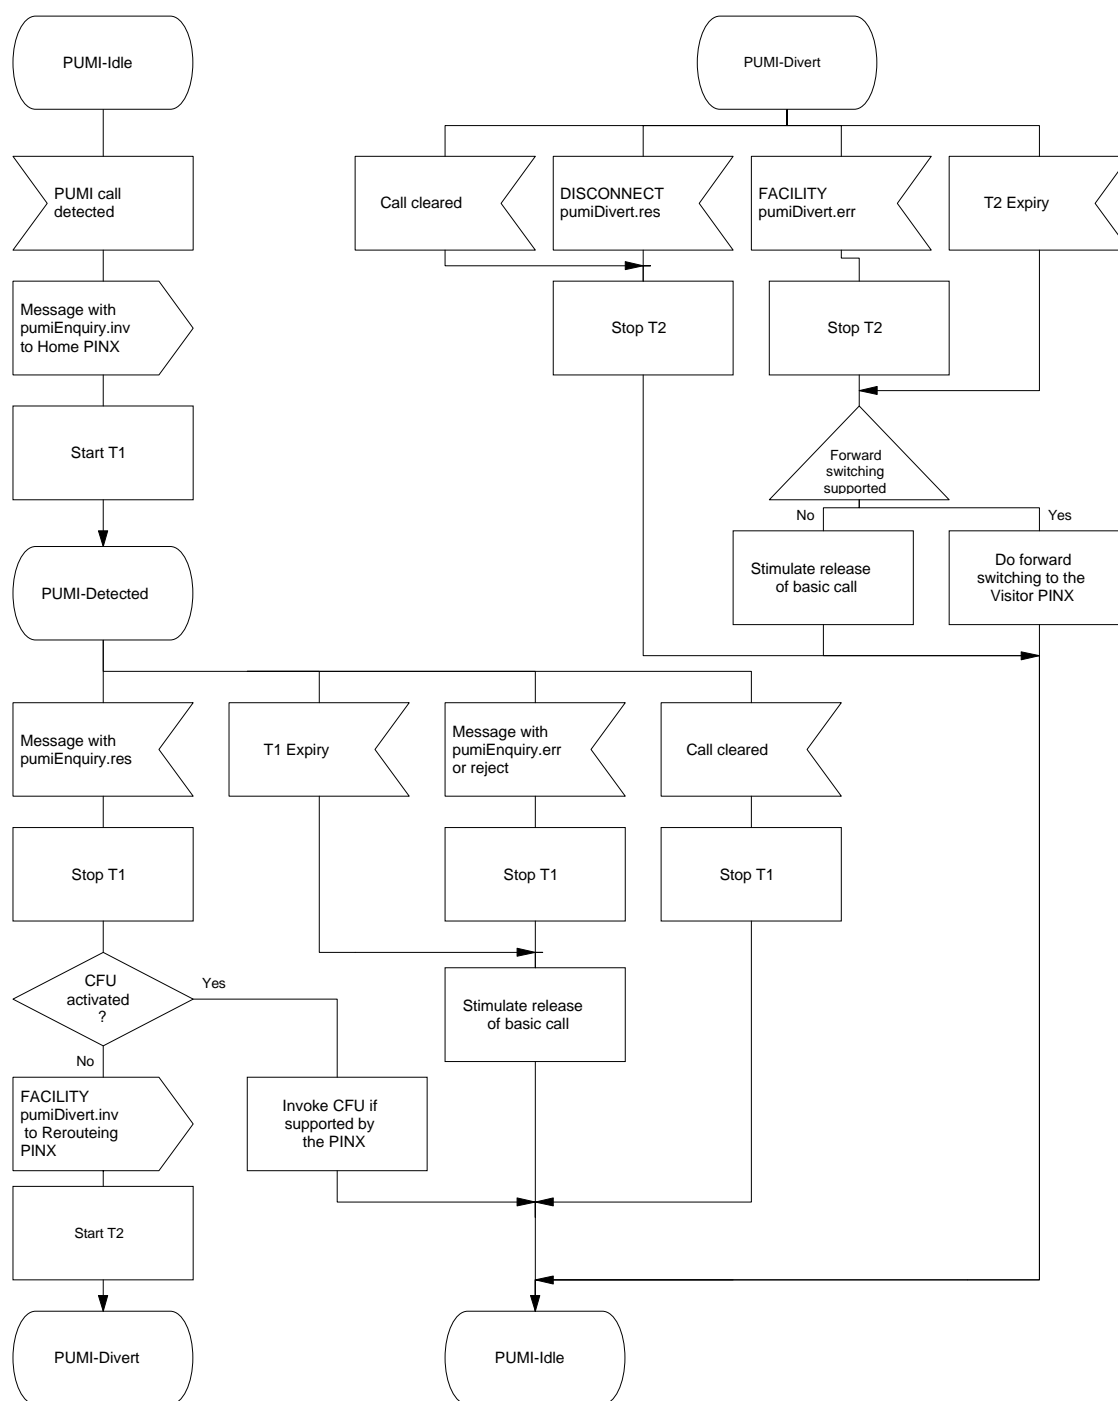 PUMI-Idle
PUMI-Divert
PUMI call
detected
Call cleared
DISCONNECT
pumiDivert.res
FACILITY
pumiDivert.err
T2 Expiry
Message with
pumiEnquiry.inv
to Home PINX
Stop T2
Stop T2
Start T1
Forward
switching
supported
No
Yes
Stimulate release
of basic call
Do forward
switching to the
Visitor PINX
PUMI-Detected
Message with
pumiEnquiry.res
T1 Expiry
Message with
pumiEnquiry.err
or reject
Call cleared
Stop T1
Stop T1
Stop T1
CFU
activated
?
Yes
No
Stimulate release
of basic call
FACILITY
pumiDivert.inv
to Rerouteing
PINX
Invoke CFU if
supported by
the PINX
Start T2
PUMI-Divert
PUMI-Idle